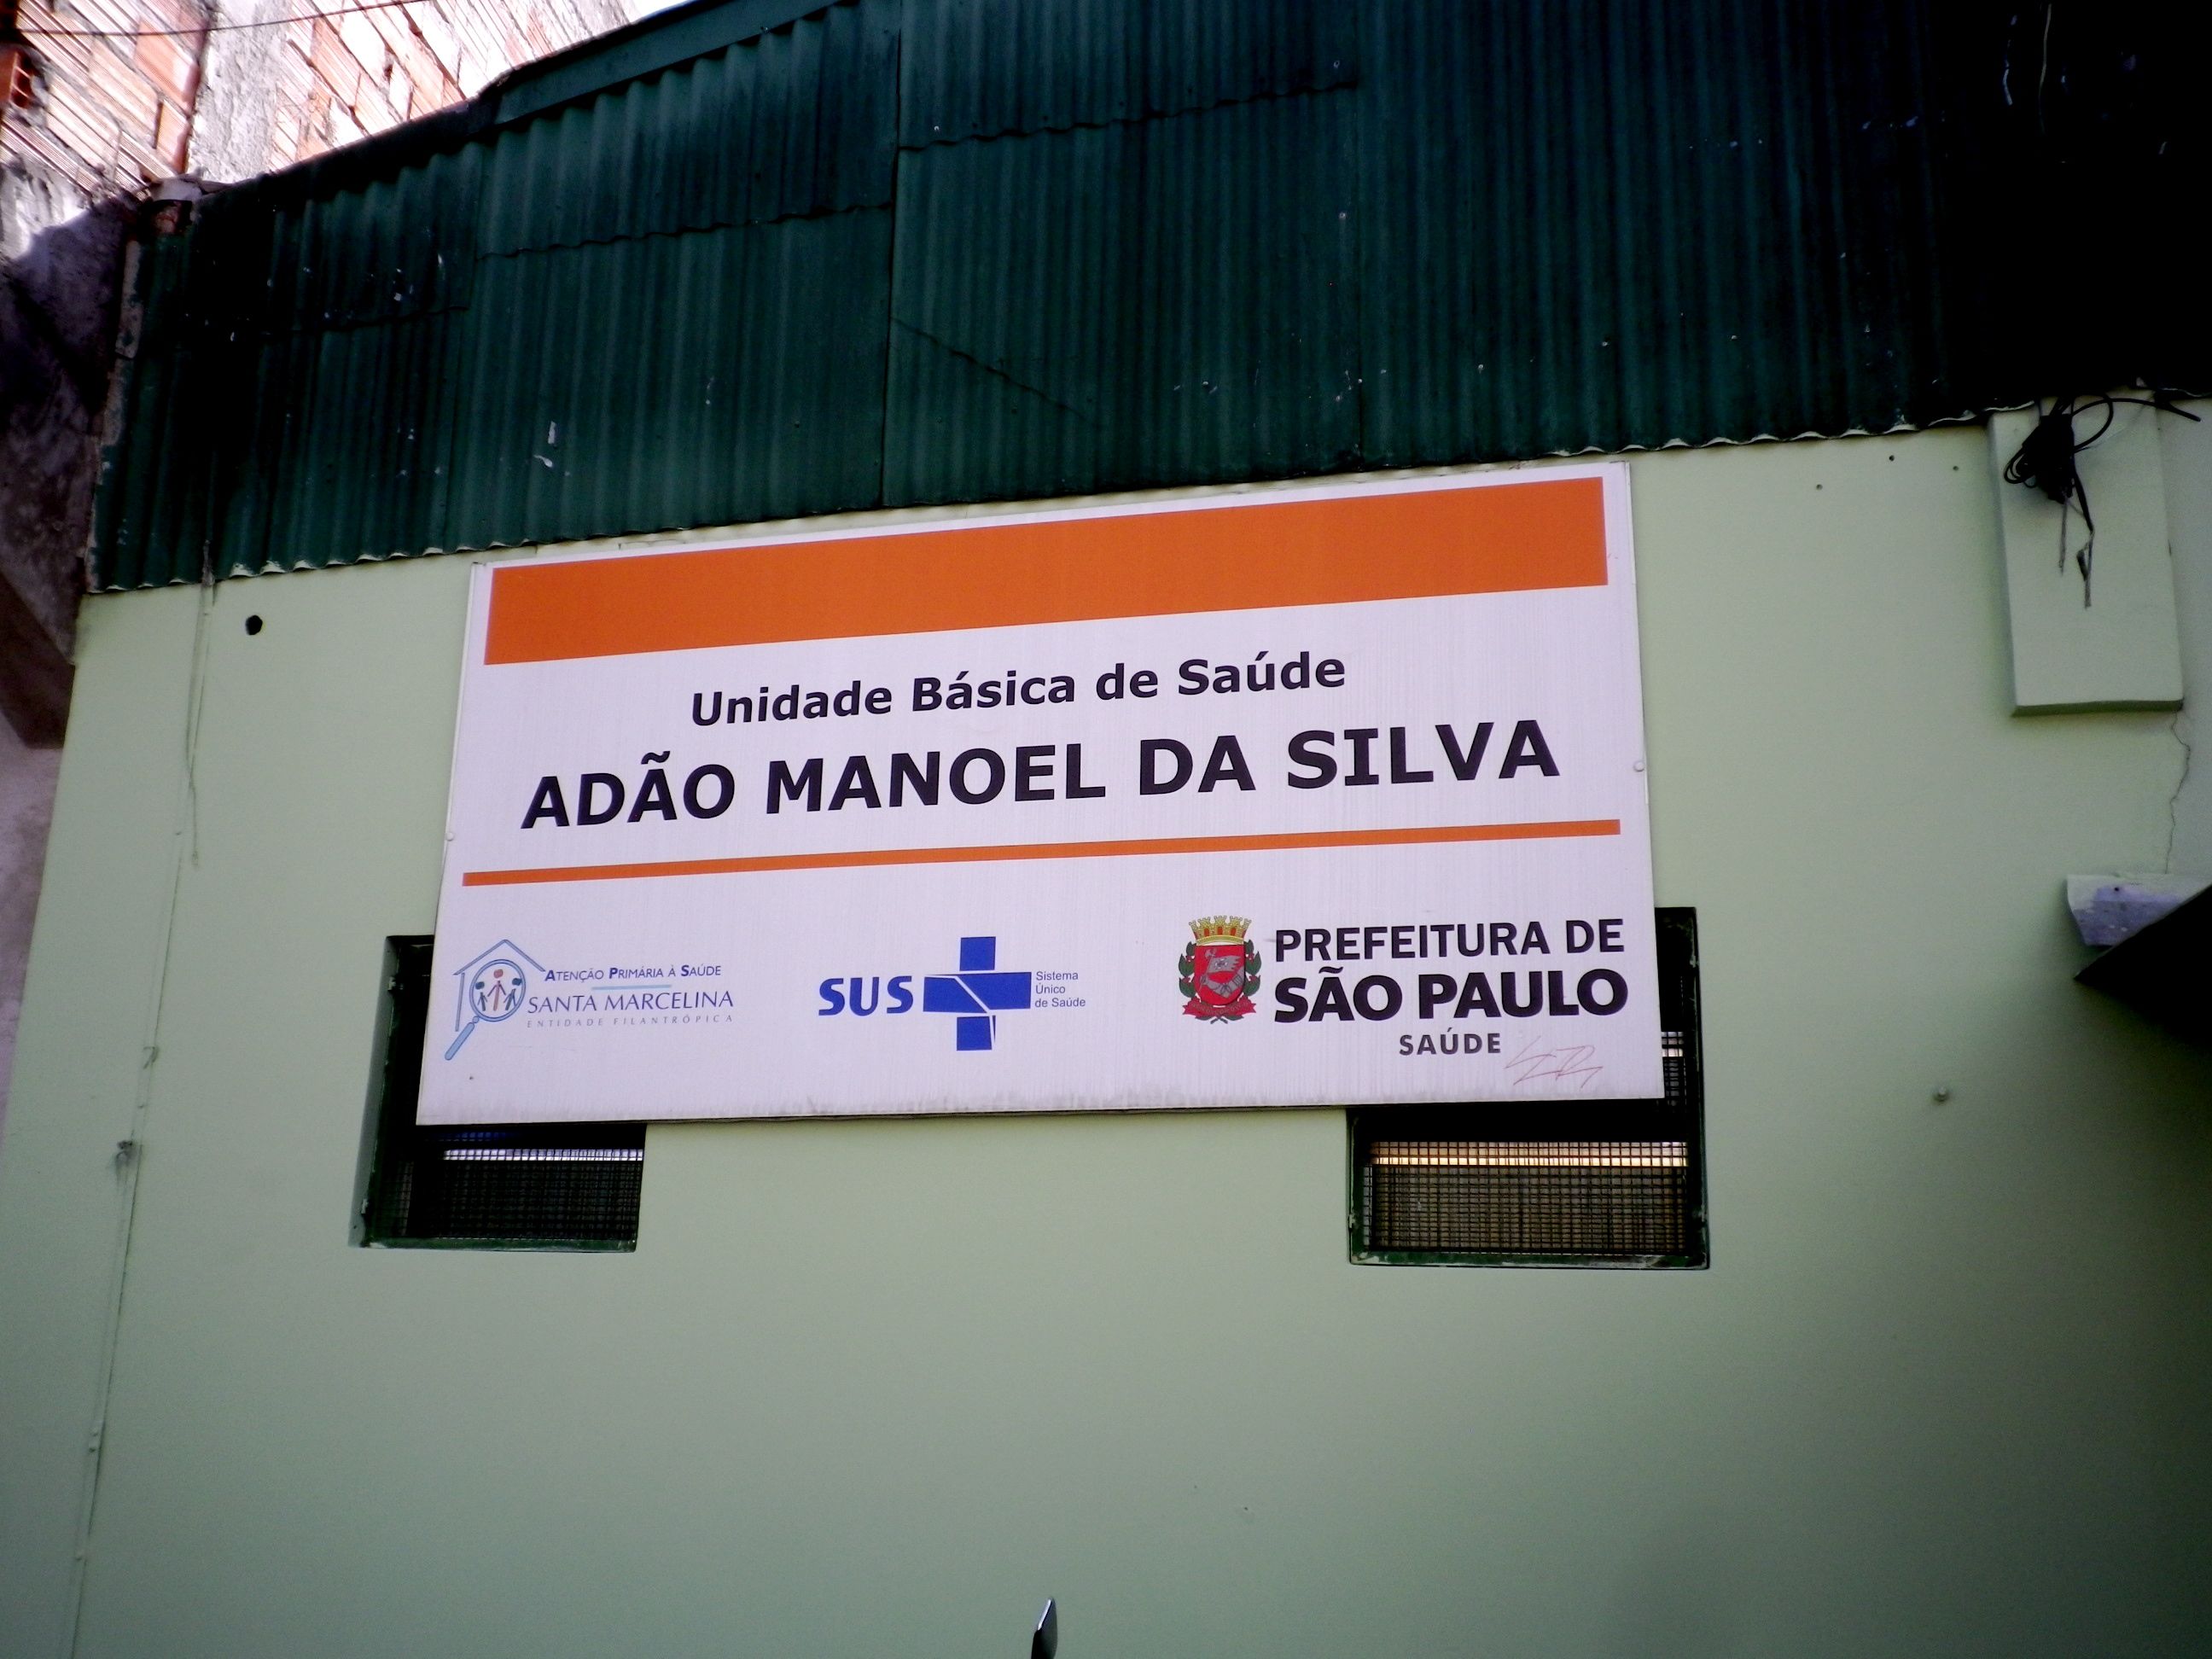 Unidade Básica de Saúde
ADÃO MANOEL DA SILVA
ATENÇÃO PRIMÁRIA À SAÚDE
SANTA MARCELINA
ENTIDADE FILANTRÓPICA
SUS
Sistema
Único
de Saúde
PREFEITURA DE
SÃO PAULO
SAÚDE